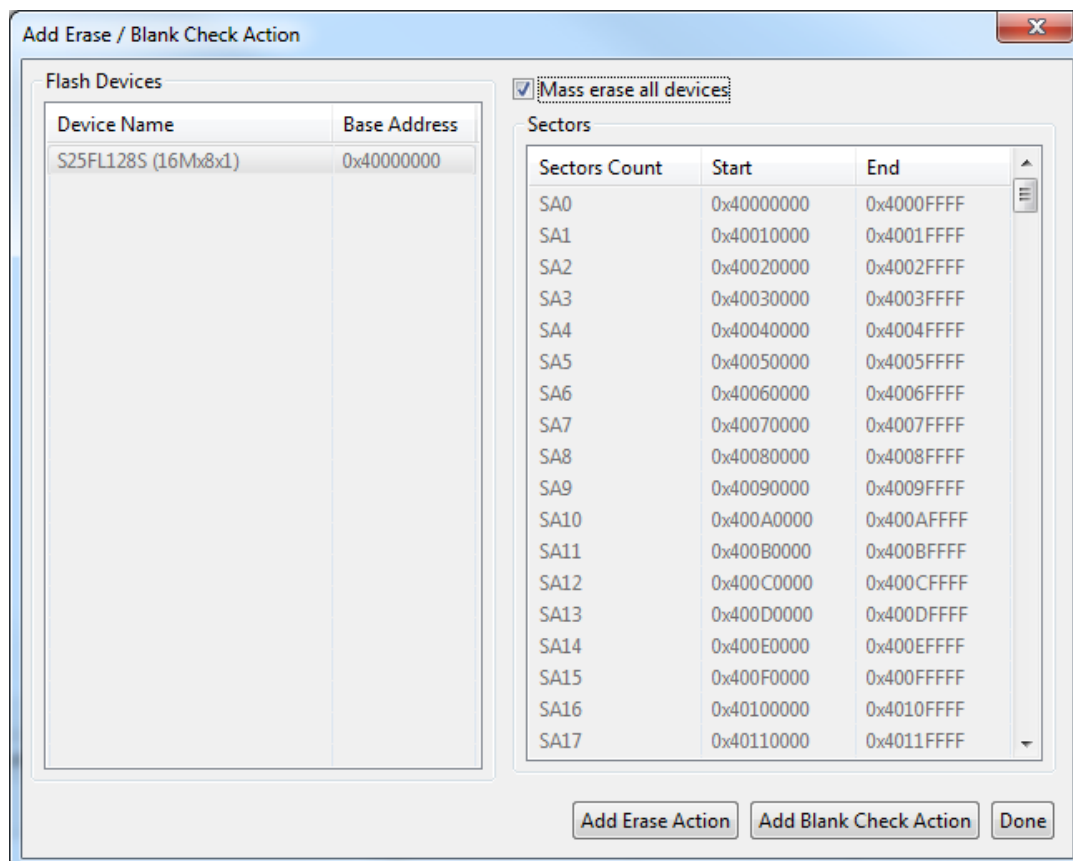 Add Erase / Blank Check Action
Flash Devices
Device Name Base Address
S25FL128S (16Mx8x1) 0x40000000
Mass erase all devices
Sectors
Sectors Count Start End
SA0 0x40000000 0x4000FFFF
SA1 0x40010000 0x4001FFFF
SA2 0x40020000 0x4002FFFF
SA3 0x40030000 0x4003FFFF
SA4 0x40040000 0x4004FFFF
SA5 0x40050000 0x4005FFFF
SA6 0x40060000 0x4006FFFF
SA7 0x40070000 0x4007FFFF
SA8 0x40080000 0x4008FFFF
SA9 0x40090000 0x4009FFFF
SA10 0x400A0000 0x400AFFFF
SA11 0x400B0000 0x400BFFFF
SA12 0x400C0000 0x400CFFFF
SA13 0x400D0000 0x400DFFFF
SA14 0x400E0000 0x400EFFFF
SA15 0x400F0000 0x400FFFFF
SA16 0x40100000 0x4010FFFF
SA17 0x40110000 0x4011FFFF
Add Erase Action Add Blank Check Action Done